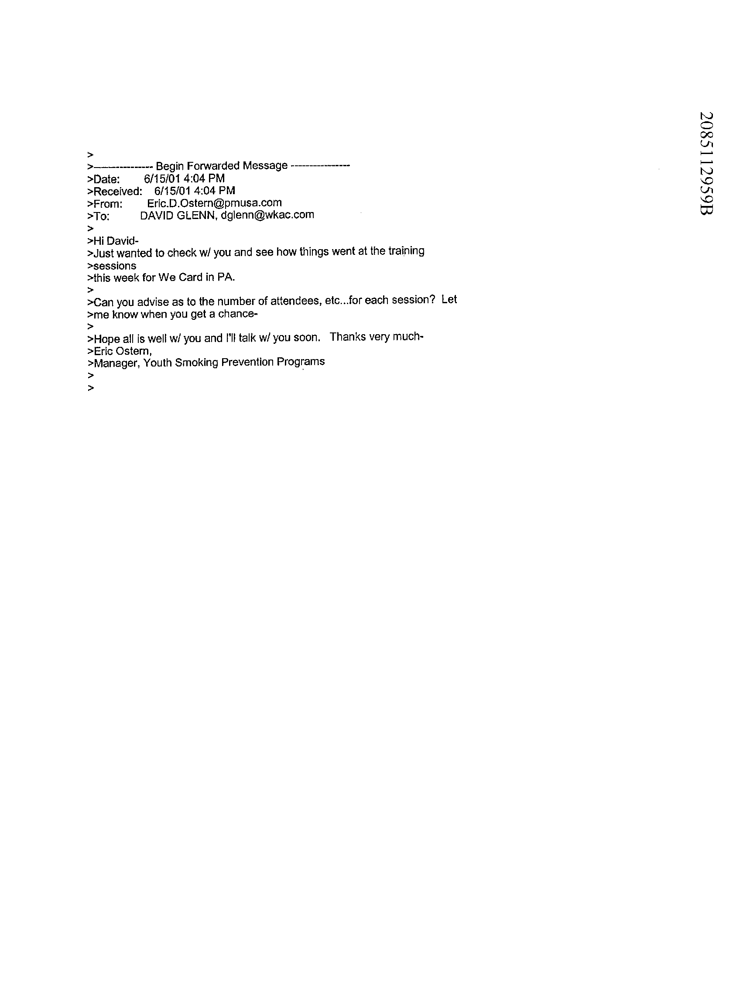 >
>--------------- Begin Forwarded Message ----------------
>Date: 6/15/01 4:04 PM
>Received: 6/15/01 4:04 PM
>From: Eric.D.Ostern@pmusa.com
>To: DAVID GLENN, dglenn@wkac.com
>
>Hi David-
>Just wanted to check w/ you and see how things went at the training
>sessions
>this week for We Card in PA.
>
>Can you advise as to the number of attendees, etc...for each session? Let
>me know when you get a chance-
>
>Hope all is well w/ you and I'll talk w/ you soon. Thanks very much-
>Eric Ostern,
>Manager, Youth Smoking Prevention Programs
>
>
2085112959B